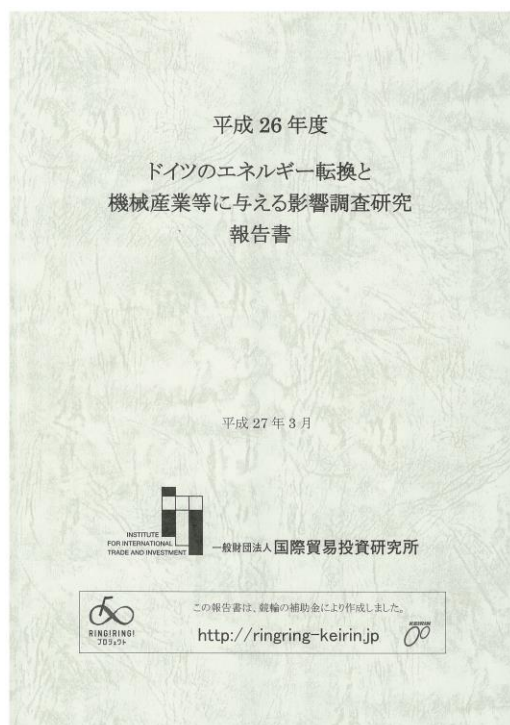 平成 26 年度
ドイツのエネルギー転換と
機械産業等に与える影響調査研究
報告書
平成 27 年 3 月
INSTITUTE
FOR INTERNATIONAL
TRADE AND INVESTMENT
一般財団法人 国際貿易投資研究所
この報告書は、競輪の補助金により作成しました。
RING!RING!
プロジェクト
http://ringring-keirin.jp
KEIRIN